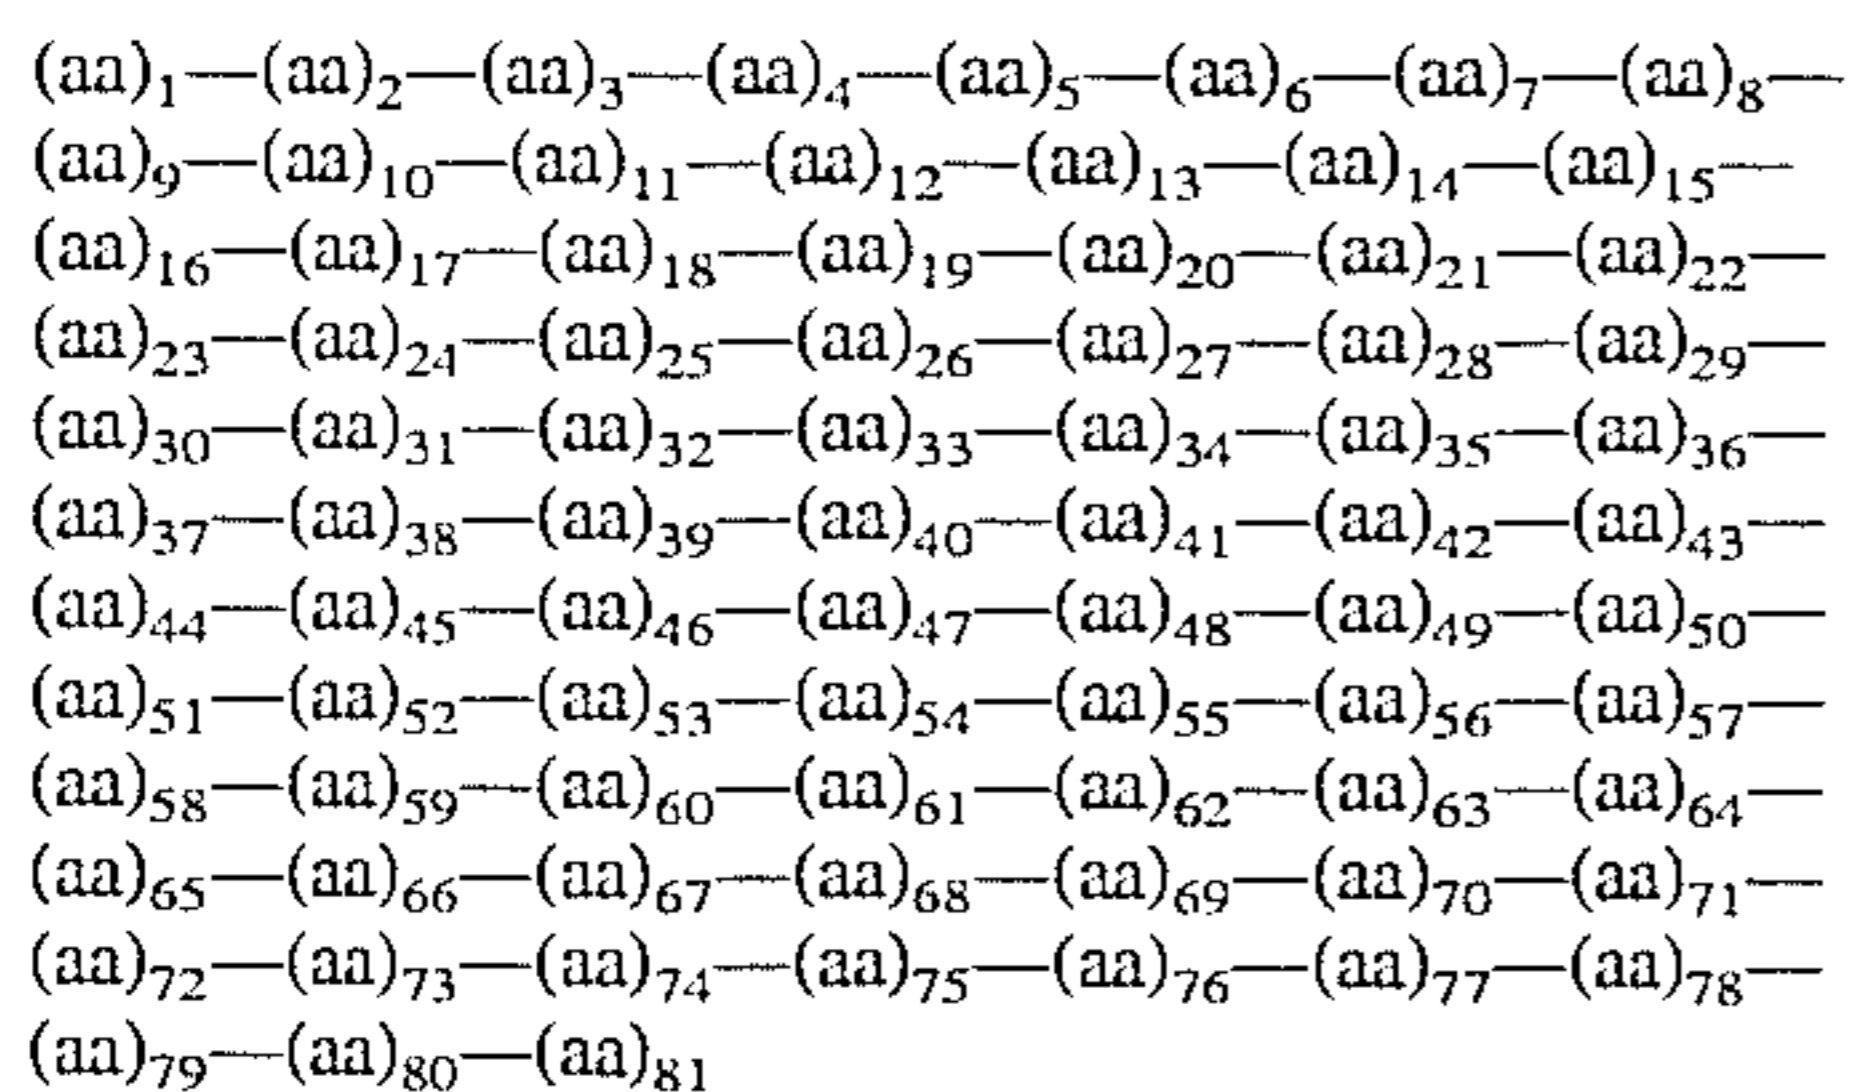 (aa)₁—(aa)₂—(aa)₃—(aa)₄—(aa)₅—(aa)₆—(aa)₇—(aa)₈—
(aa)₉—(aa)₁₀—(aa)₁₁—(aa)₁₂—(aa)₁₃—(aa)₁₄—(aa)₁₅—
(aa)₁₆—(aa)₁₇—(aa)₁₈—(aa)₁₉—(aa)₂₀—(aa)₂₁—(aa)₂₂—
(aa)₂₃—(aa)₂₄—(aa)₂₅—(aa)₂₆—(aa)₂₇—(aa)₂₈—(aa)₂₉—
(aa)₃₀—(aa)₃₁—(aa)₃₂—(aa)₃₃—(aa)₃₄—(aa)₃₅—(aa)₃₆—
(aa)₃₇—(aa)₃₈—(aa)₃₉—(aa)₄₀—(aa)₄₁—(aa)₄₂—(aa)₄₃—
(aa)₄₄—(aa)₄₅—(aa)₄₆—(aa)₄₇—(aa)₄₈—(aa)₄₉—(aa)₅₀—
(aa)₅₁—(aa)₅₂—(aa)₅₃—(aa)₅₄—(aa)₅₅—(aa)₅₆—(aa)₅₇—
(aa)₅₈—(aa)₅₉—(aa)₆₀—(aa)₆₁—(aa)₆₂—(aa)₆₃—(aa)₆₄—
(aa)₆₅—(aa)₆₆—(aa)₆₇—(aa)₆₈—(aa)₆₉—(aa)₇₀—(aa)₇₁—
(aa)₇₂—(aa)₇₃—(aa)₇₄—(aa)₇₅—(aa)₇₆—(aa)₇₇—(aa)₇₈—
(aa)₇₉—(aa)₈₀—(aa)₈₁